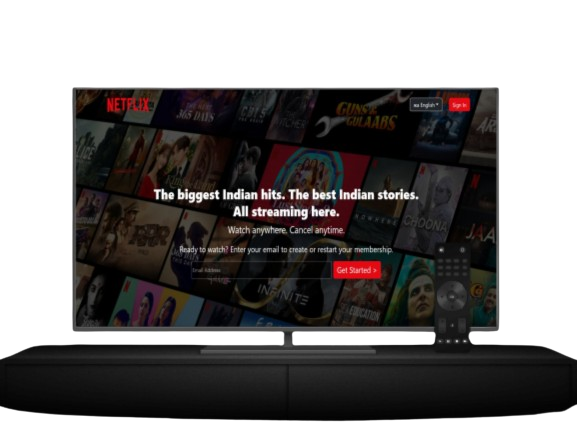 NETFLIX
English
Sign In
365 DAYS
GUNS & GULAABS
The biggest Indian hits. The best Indian stories.
All streaming here.
Watch anywhere. Cancel anytime.
Ready to watch? Enter your email to create or restart your membership.
Email Address
Get Started >
CHOONA
JAA
RRR
INFINITE
EDUCATION